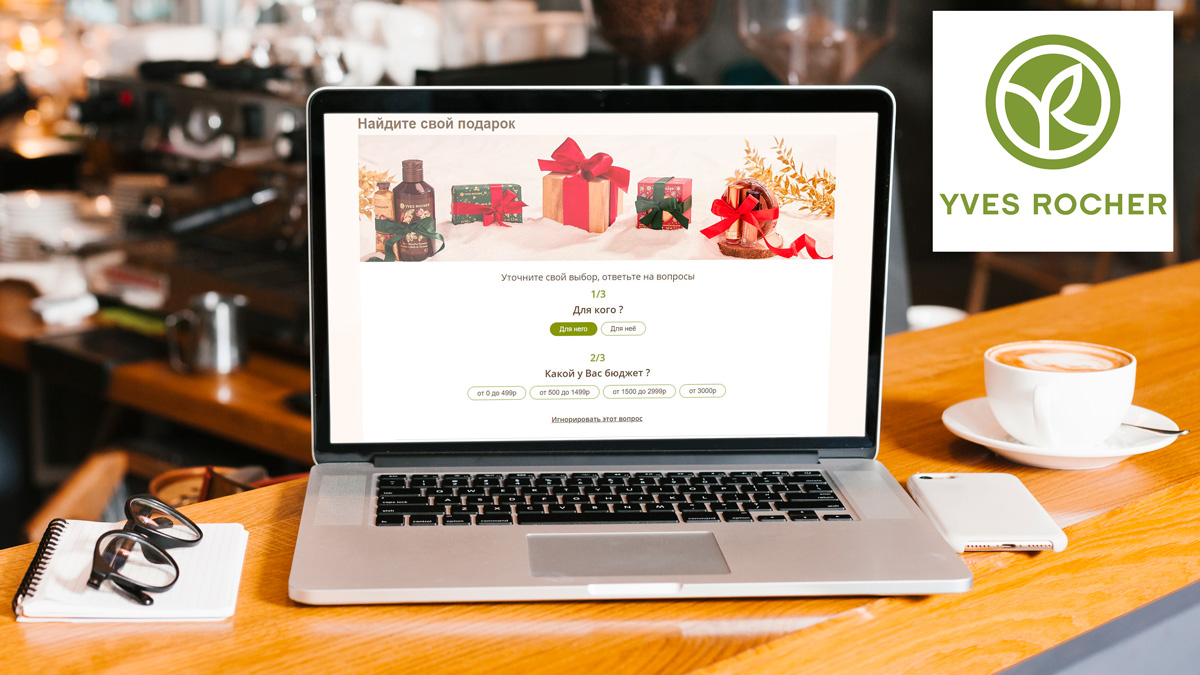 Найдите свой подарок
YVES ROCHER
Уточните свой выбор, ответьте на вопросы
1/3
Для кого ?
Для него Для неё
2/3
Какой у Вас бюджет ?
от 0 до 499р от 500 до 1499р от 1500 до 2999р от 3000р
Игнорировать этот вопрос
YVES ROCHER